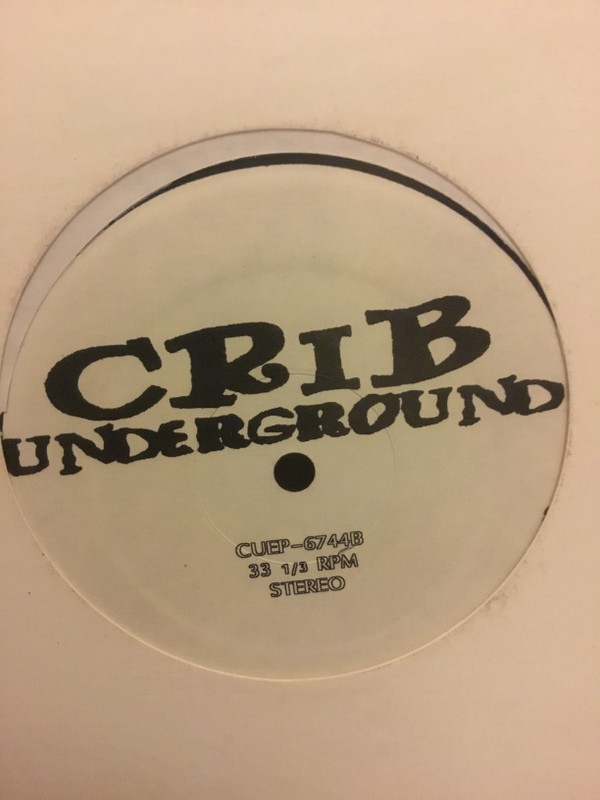 CRIB
UNDERGROUND
CUEP-6744B
33 1/3 RPM
STEREO